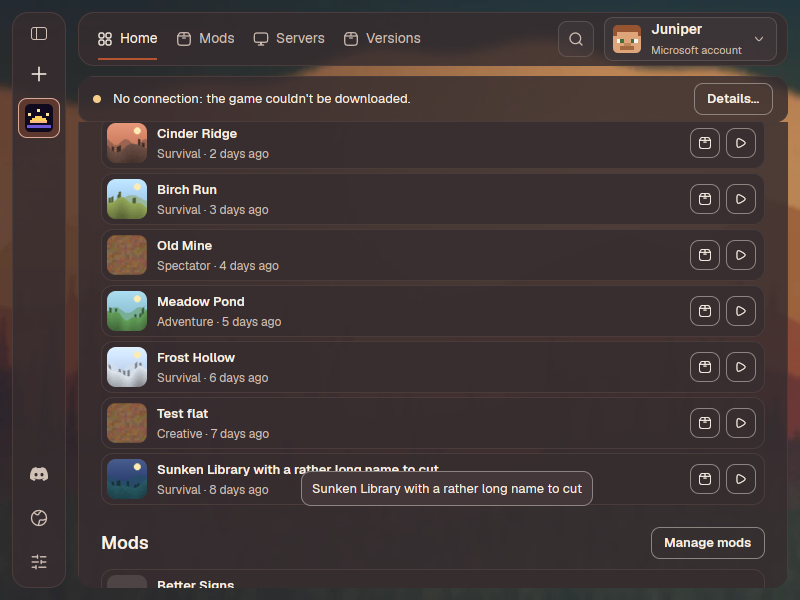 Home
Mods
Servers
Versions
Juniper
Microsoft account
No connection: the game couldn't be downloaded.
Details...
Cinder Ridge
Survival · 2 days ago
Birch Run
Survival · 3 days ago
Old Mine
Spectator · 4 days ago
Meadow Pond
Adventure · 5 days ago
Frost Hollow
Survival · 6 days ago
Test flat
Creative · 7 days ago
Sunken Library with a rather long name to cut
Survival · 8 days ago
Sunken Library with a rather long name to cut
Mods
Manage mods
Better Signs